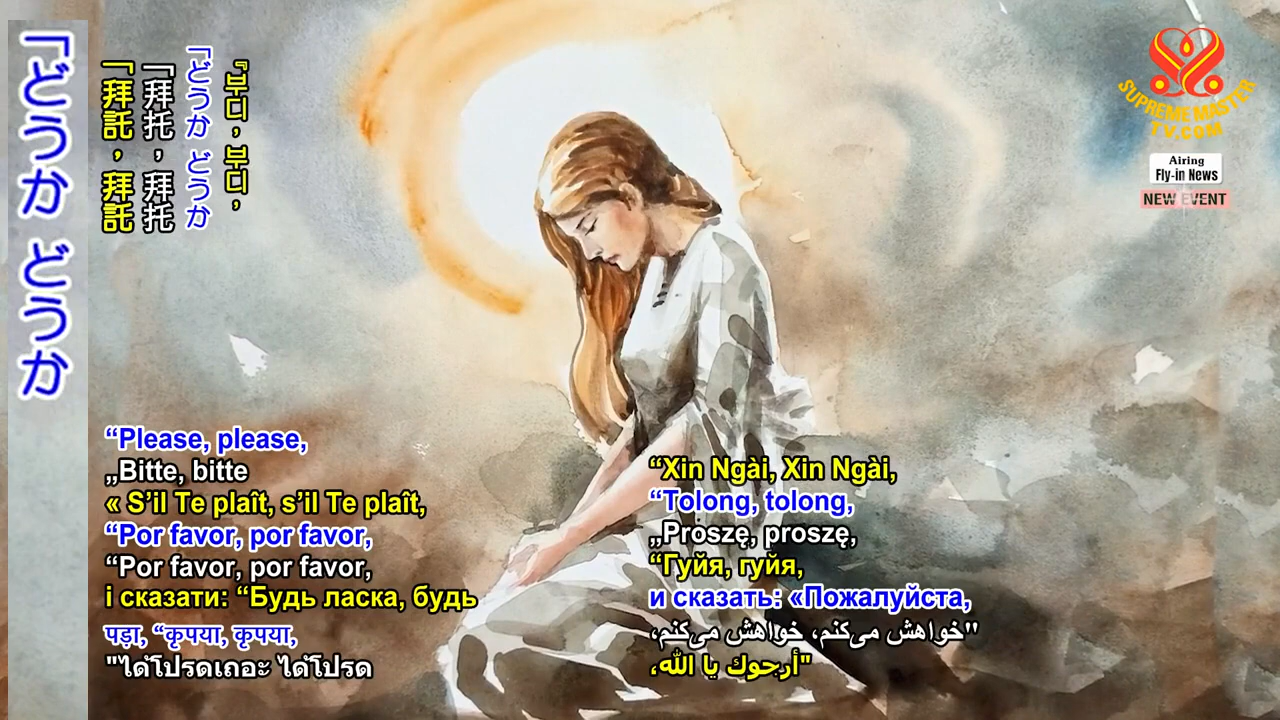 「どうか どうか
「拜託，拜託
「拜托，拜托
「どうか どうか
『부디, 부디,
SUPREME MASTER
TV.COM
Airing
Fly-in News
NEW EVENT
“Please, please,
„Bitte, bitte
« S’il Te plaît, s’il Te plaît,
“Por favor, por favor,
“Por favor, por favor,
і сказати: “Будь ласка, будь
पड़ा, “कृपया, कृपया,
"ได้โปรดเถอะ ได้โปรด
“Xin Ngài, Xin Ngài,
“Tolong, tolong,
„Proszę, proszę,
“Гуйя, гуйя,
и сказать: «Пожалуйста,
"خواهش می‌کنم، خواهش می‌کنم،
"أرجوك يا الله،